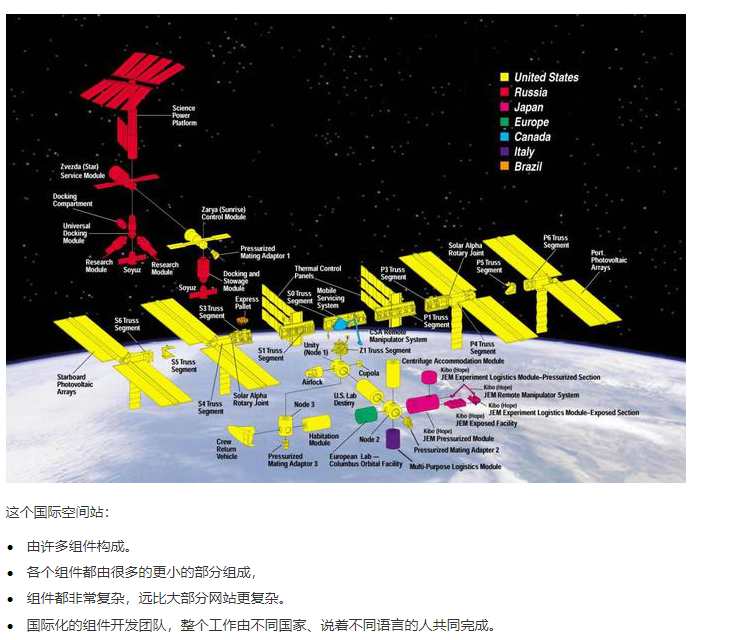 United States
Russia
Japan
Europe
Canada
Italy
Brazil
Science
Power
Platform
Zvezda (Star)
Service Module
Docking
Compartment
Universal
Docking
Module
Research
Module
Soyuz
Research
Module
Zarya (Sunrise)
Control Module
Pressurized
Mating Adaptor 1
Docking and
Stowage
Module
Soyuz
Thermal Control
Panels
S0 Truss
Segment
Mobile
Servicing
System
P3 Truss
Segment
Solar Alpha
Rotary Joint
P5 Truss
Segment
P6 Truss
Segment
Port
Photovoltaic
Arrays
Express
Pallet
S3 Truss
Segment
S6 Truss
Segment
S5 Truss
Segment
Starboard
Photovoltaic
Arrays
S4 Truss
Segment
Solar Alpha
Rotary Joint
S1 Truss
Segment
Unity
(Node 1)
CSA Remote
Manipulator System
P1 Truss
Segment
P4 Truss
Module
Z1 Truss Segment
Centrifuge Accommodation Module
Cupola
Airlock
U.S. Lab
Destiny
Node 3
Habitation
Module
Crew
Return
Vehicle
Pressurized
Mating Adaptor 3
European Lab—
Columbus Orbital Facility
Node 2
Kibo (Hope)
JEM Experiment Logistics Module–Pressurized Section
Kibo (Hope)
JEM Remote Manipulator System
Kibo (Hope)
JEM Experiment Logistics Module–Exposed Section
Kibo (Hope)
JEM Exposed Facility
Kibo (Hope)
JEM Pressurized Module
Pressurized Mating Adaptor 2
Multi-Purpose Logistics Module
这个国际空间站：
由许多组件构成。
各个组件都由很多的更小的部分组成，
组件都非常复杂，远比大部分网站更复杂。
国际化的组件开发团队，整个工作由不同国家、说着不同语言的人共同完成。